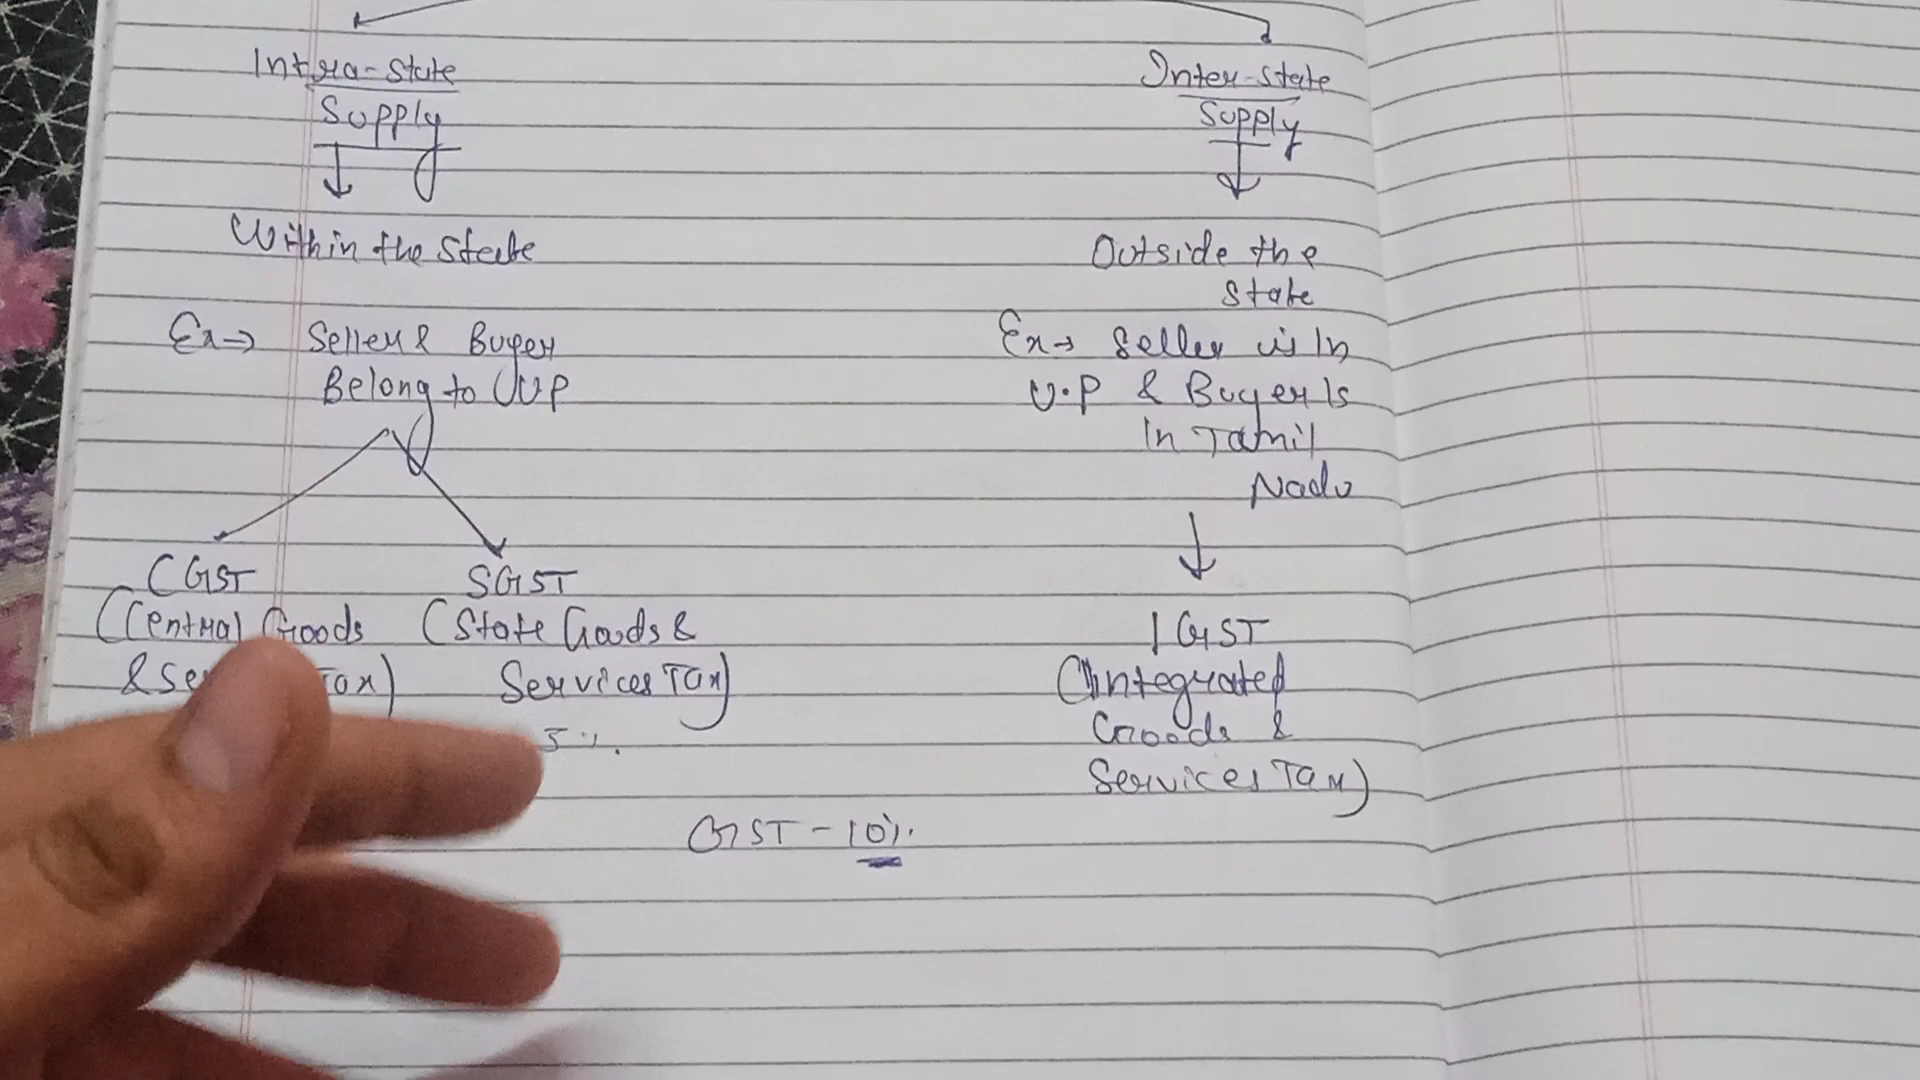 Intra-State
Supply
Within the State
Ex→ Seller & Buyer
Belong to UP
CGST
(Central Goods
& Tax)
SGST
(State Goods &
Services Tax)
5%.
Inter-state
Supply
Outside the
State
Ex→ Seller is In
U.P & Buyer Is
In Tamil
Nadu
IGST
(Integrated
Goods &
Services Tax)
GST - 10%.